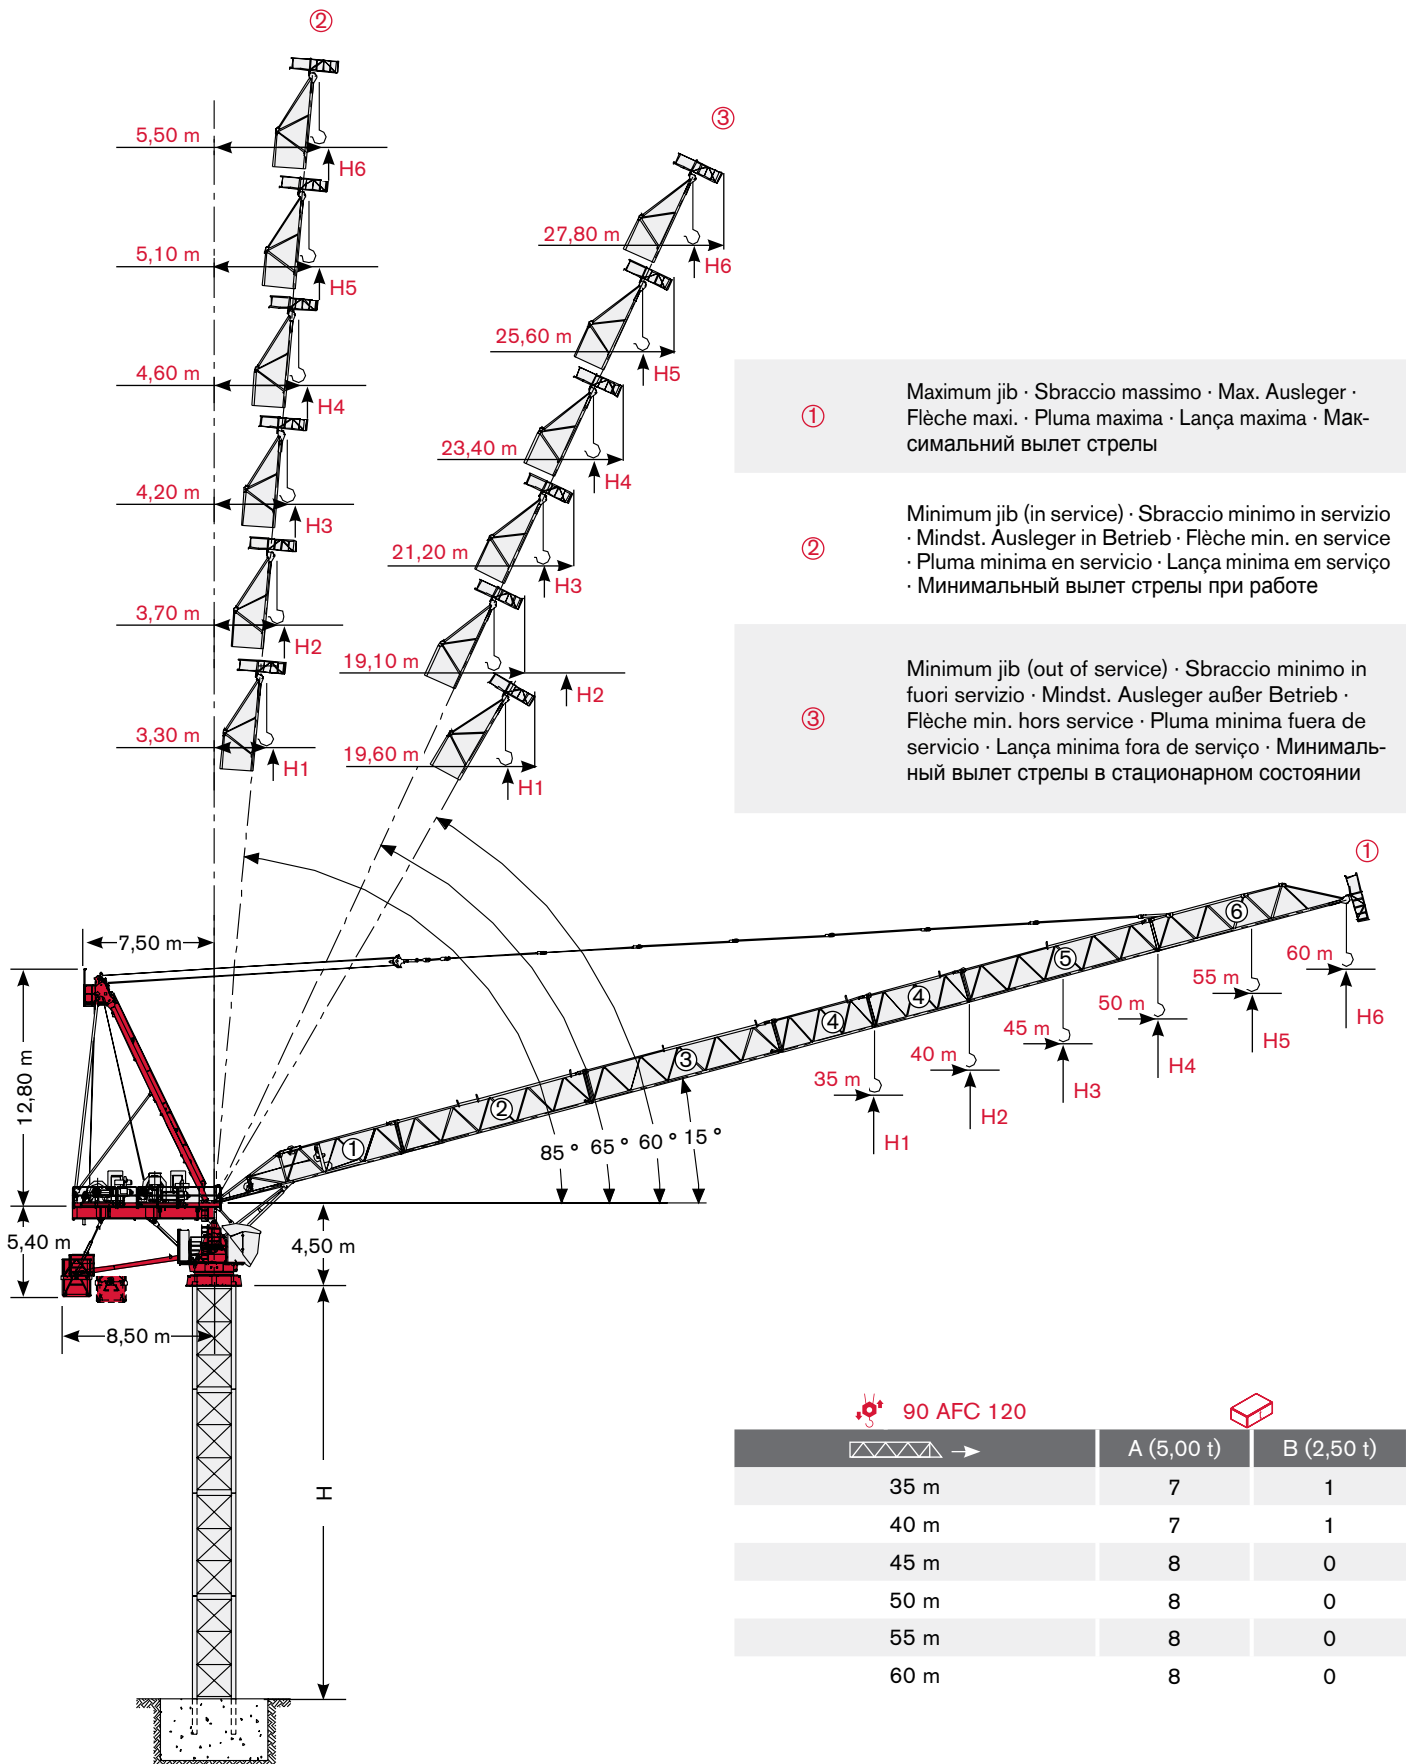 ②
5,50 m
H6
5,10 m
H5
4,60 m
H4
4,20 m
H3
3,70 m
H2
3,30 m
H1
③
27,80 m
H6
25,60 m
H5
23,40 m
H4
21,20 m
H3
19,10 m
H2
19,60 m
H1
①
Maximum jib · Sbraccio massimo · Max. Ausleger ·
Flèche maxi. · Pluma maxima · Lança maxima · Мак-
симальний вылет стрелы
②
Minimum jib (in service) · Sbraccio minimo in servizio
· Mindst. Ausleger in Betrieb · Flèche min. en service
· Pluma minima en servicio · Lança minima em serviço
· Минимальный вылет стрелы при работе
③
Minimum jib (out of service) · Sbraccio minimo in
fuori servizio · Mindst. Ausleger außer Betrieb ·
Flèche min. hors service · Pluma minima fuera de
servicio · Lança minima fora de serviço · Минималь-
ный вылет стрелы в стационарном состоянии
①
7,50 m
12,80 m
5,40 m
8,50 m
4,50 m
H
85 °
65 °
60 °
15 °
①
②
③
④
④
⑤
⑥
35 m
H1
40 m
H2
45 m
H3
50 m
H4
55 m
H5
60 m
H6
90 AFC 120
A (5,00 t) B (2,50 t)
35 m 7 1
40 m 7 1
45 m 8 0
50 m 8 0
55 m 8 0
60 m 8 0